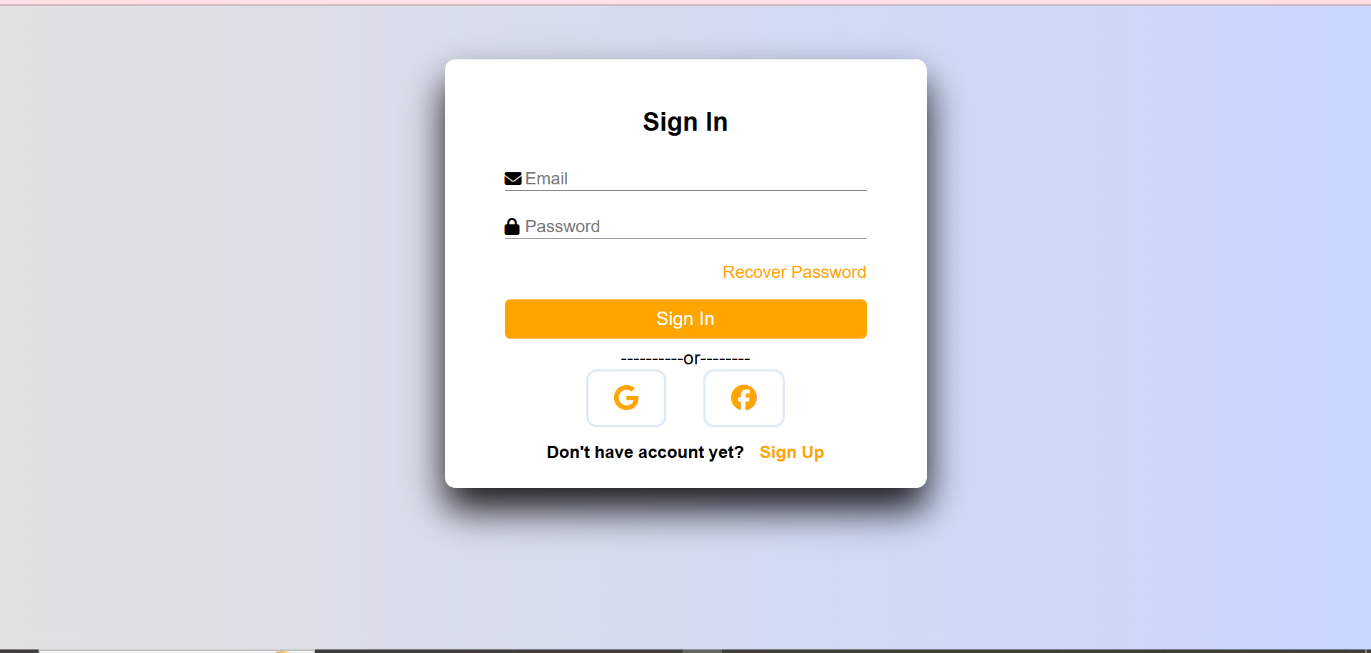 Sign In
Email
Password
Recover Password
Sign In
----------or--------
Don't have account yet? Sign Up